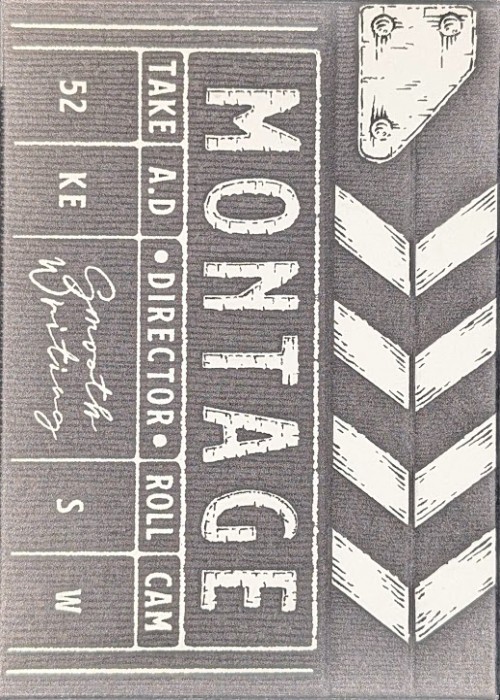 MONTAGE
TAKE A.D •DIRECTOR• ROLL CAM
52 KE Smooth Writing S W